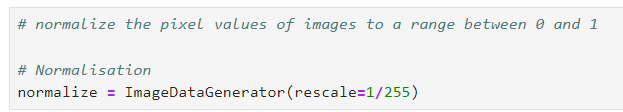 # normalize the pixel values of images to a range between 0 and 1
# Normalisation
normalize = ImageDataGenerator(rescale=1/255)